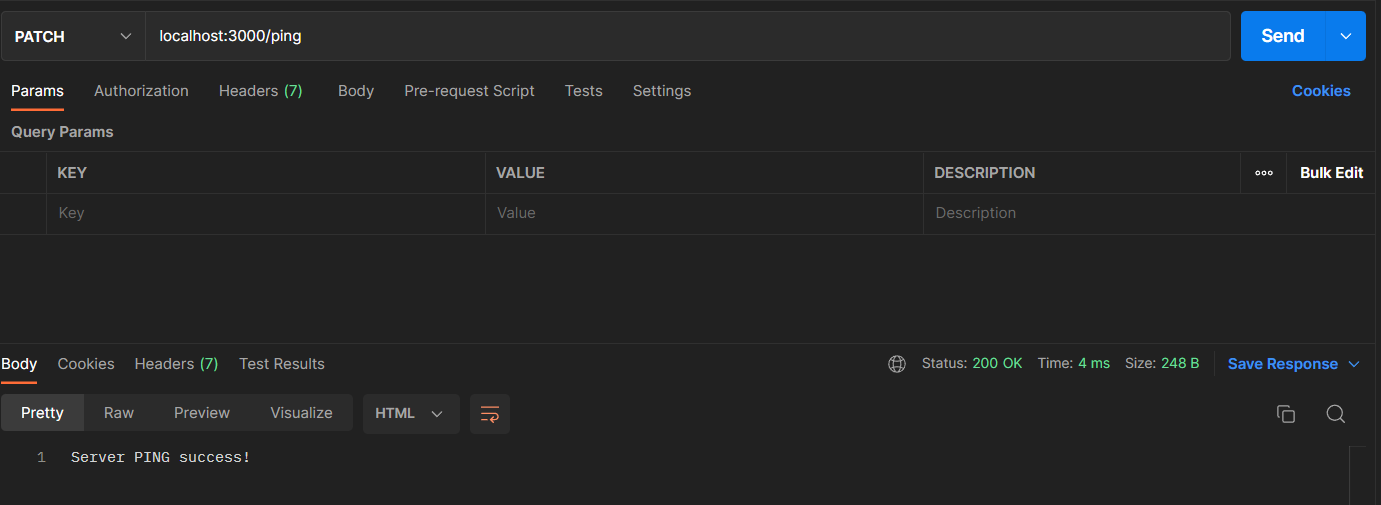 PATCH localhost:3000/ping Send
Params Authorization Headers (7) Body Pre-request Script Tests Settings Cookies
Query Params
KEY VALUE DESCRIPTION Bulk Edit
Key Value Description
Body Cookies Headers (7) Test Results Status: 200 OK Time: 4 ms Size: 248 B Save Response
Pretty Raw Preview Visualize HTML
1 Server PING success!